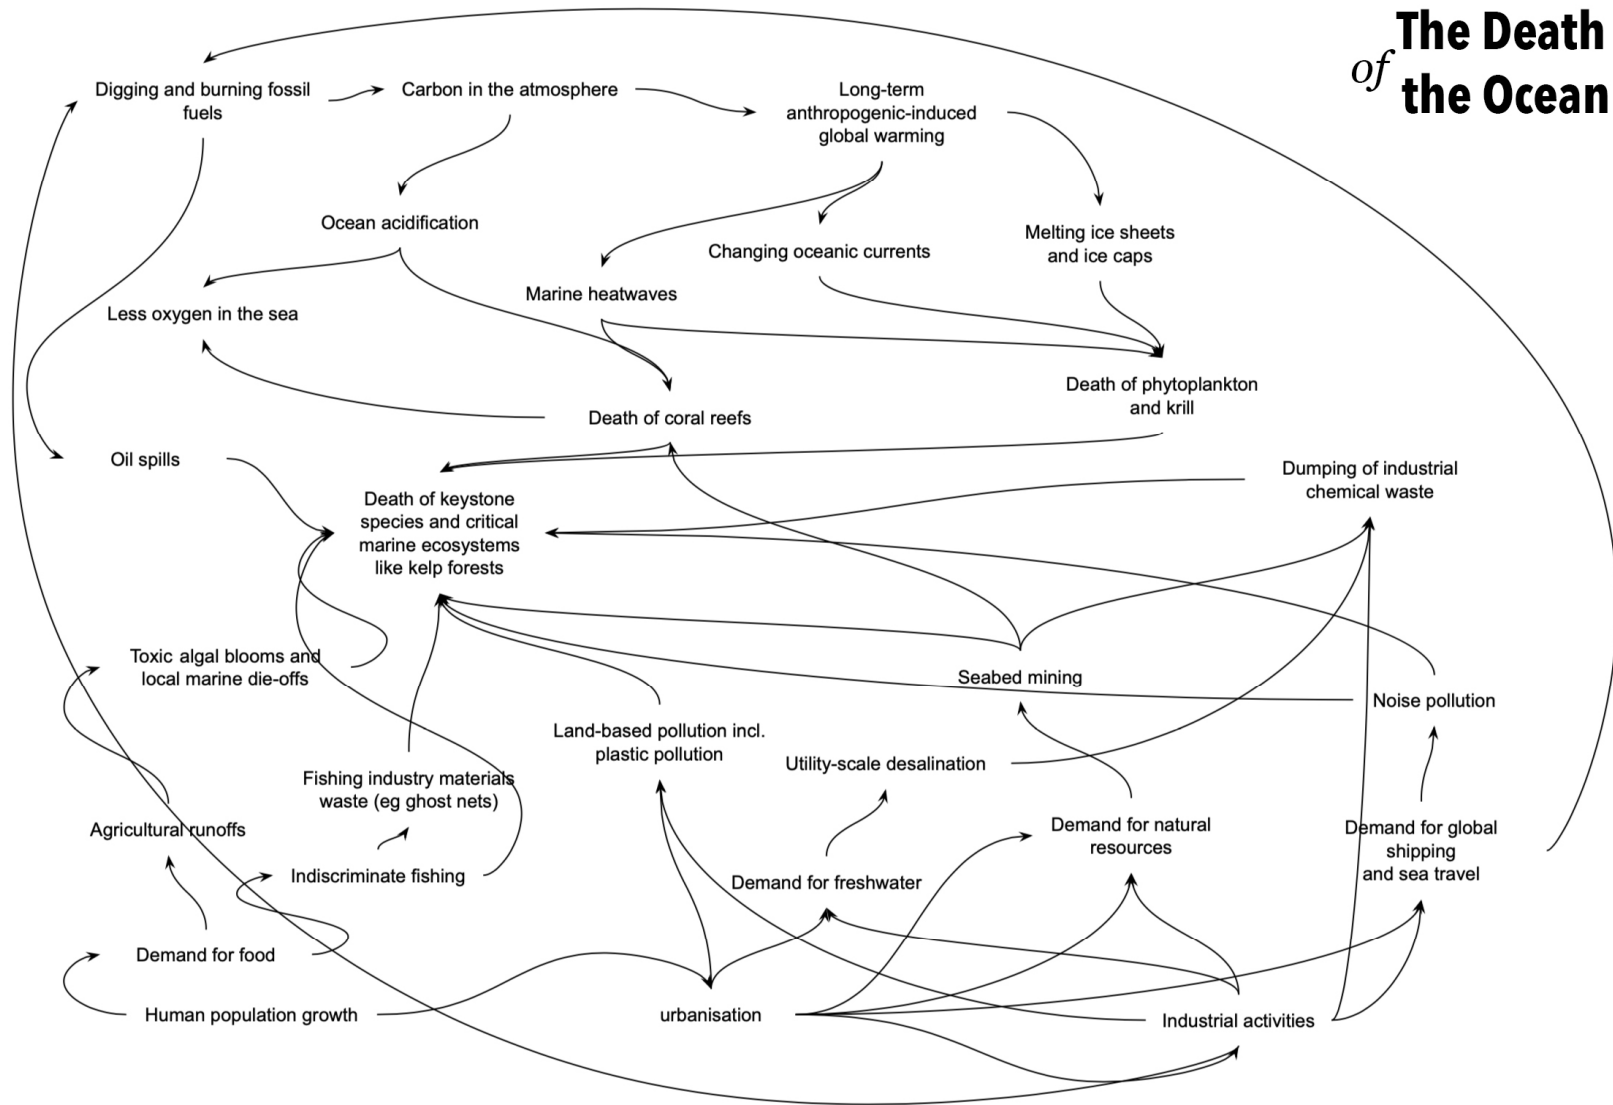 The Death
of
the Ocean
Digging and burning fossil
fuels
Carbon in the atmosphere
Long-term
anthropogenic-induced
global warming
Ocean acidification
Changing oceanic currents
Melting ice sheets
and ice caps
Less oxygen in the sea
Marine heatwaves
Death of coral reefs
Death of phytoplankton
and krill
Oil spills
Death of keystone
species and critical
marine ecosystems
like kelp forests
Dumping of industrial
chemical waste
Toxic algal blooms and
local marine die-offs
Seabed mining
Noise pollution
Land-based pollution incl.
plastic pollution
Utility-scale desalination
Fishing industry materials
waste (eg ghost nets)
Agricultural runoffs
Indiscriminate fishing
Demand for freshwater
Demand for natural
resources
Demand for global
shipping
and sea travel
Demand for food
Human population growth
urbanisation
Industrial activities